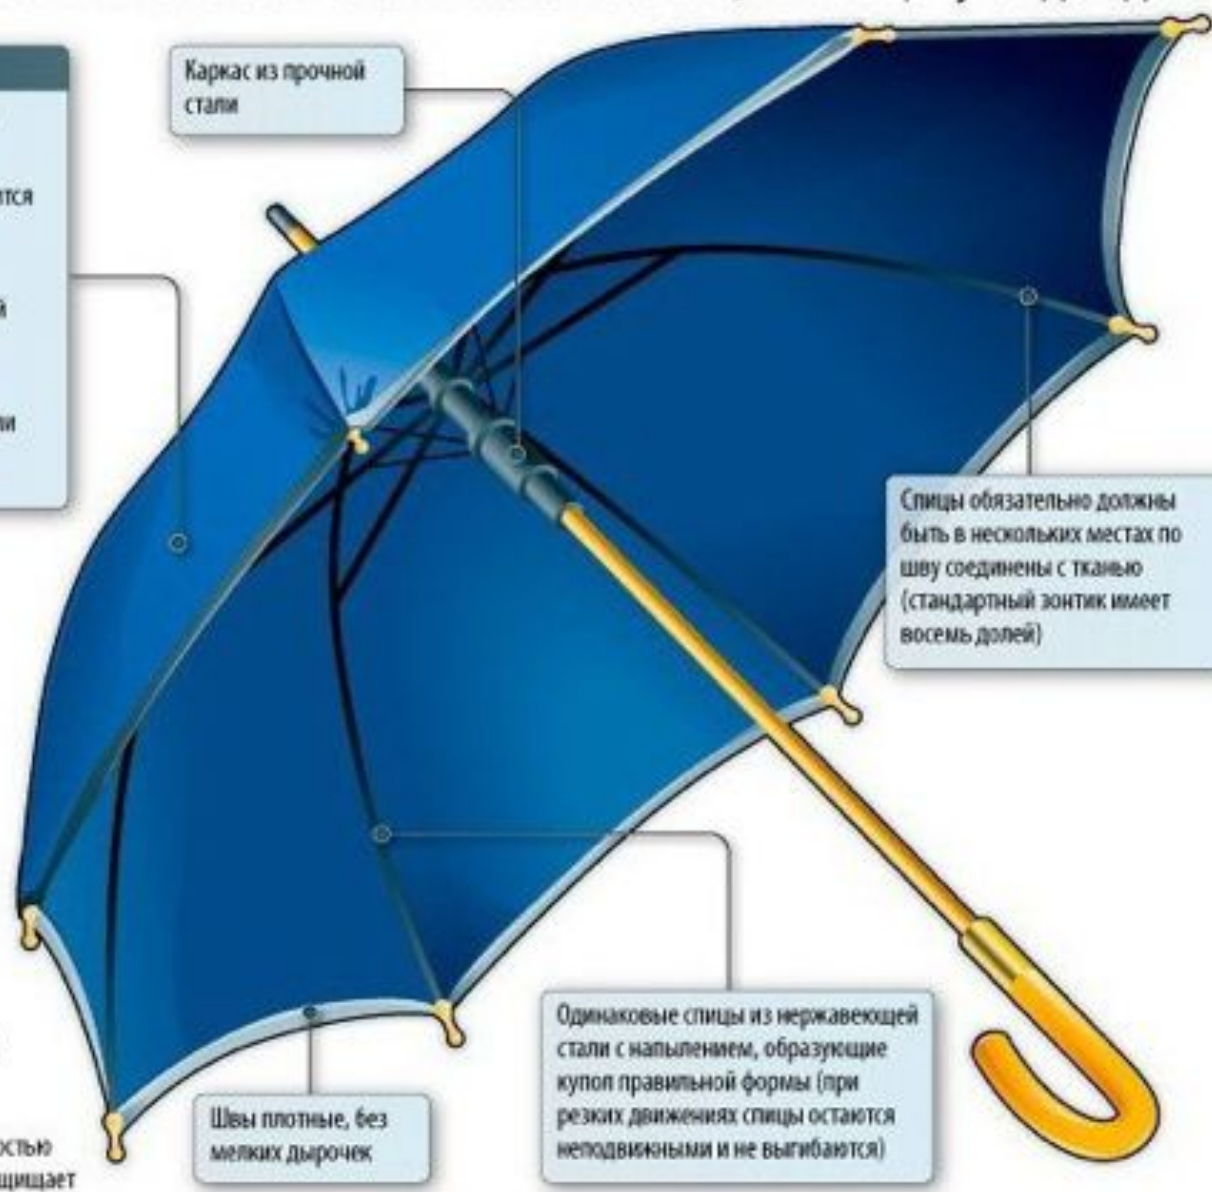 Каркас из прочной
стали
Спицы обязательно должны
быть в нескольких местах по
шву соединены с тканью
(стандартный зонтик имеет
восемь долей)
Одинаковые спицы из нержавеющей
стали с напылением, образующие
купол правильной формы (при
резких движениях спицы остаются
неподвижными и не выгибаются)
Швы плотные, без
мелких дырочек